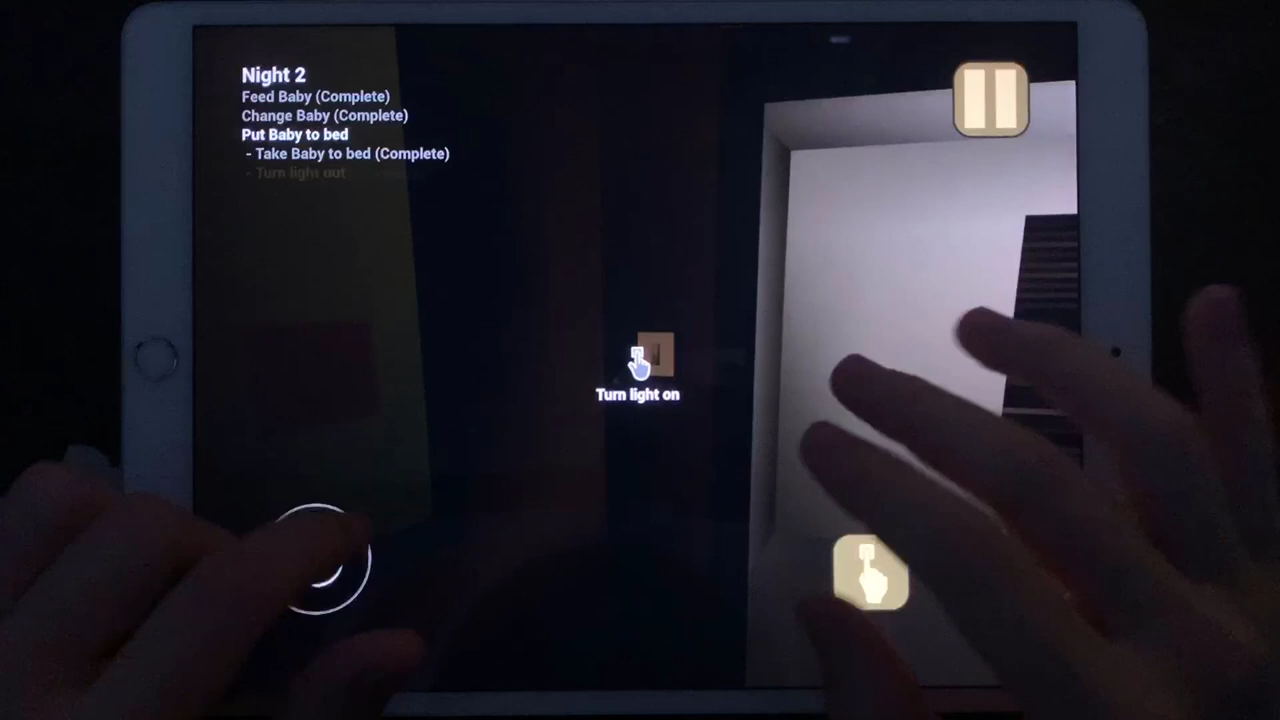 Night 2
Feed Baby (Complete)
Change Baby (Complete)
Put Baby to bed
- Take Baby to bed (Complete)
- Turn light out
Turn light on